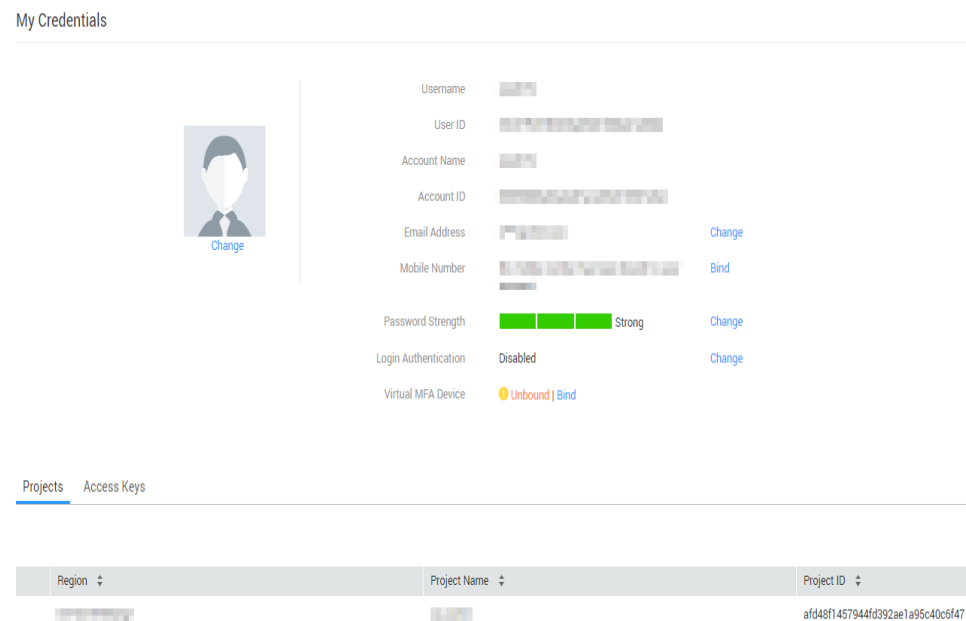 My Credentials
Username
User ID
Account Name
Account ID
Change
Email Address Change
Mobile Number Bind
Password Strength Strong Change
Login Authentication Disabled Change
Virtual MFA Device Unbound | Bind
Projects Access Keys
Region Project Name Project ID
afd48f1457944fd392ae1a95c40c6f47